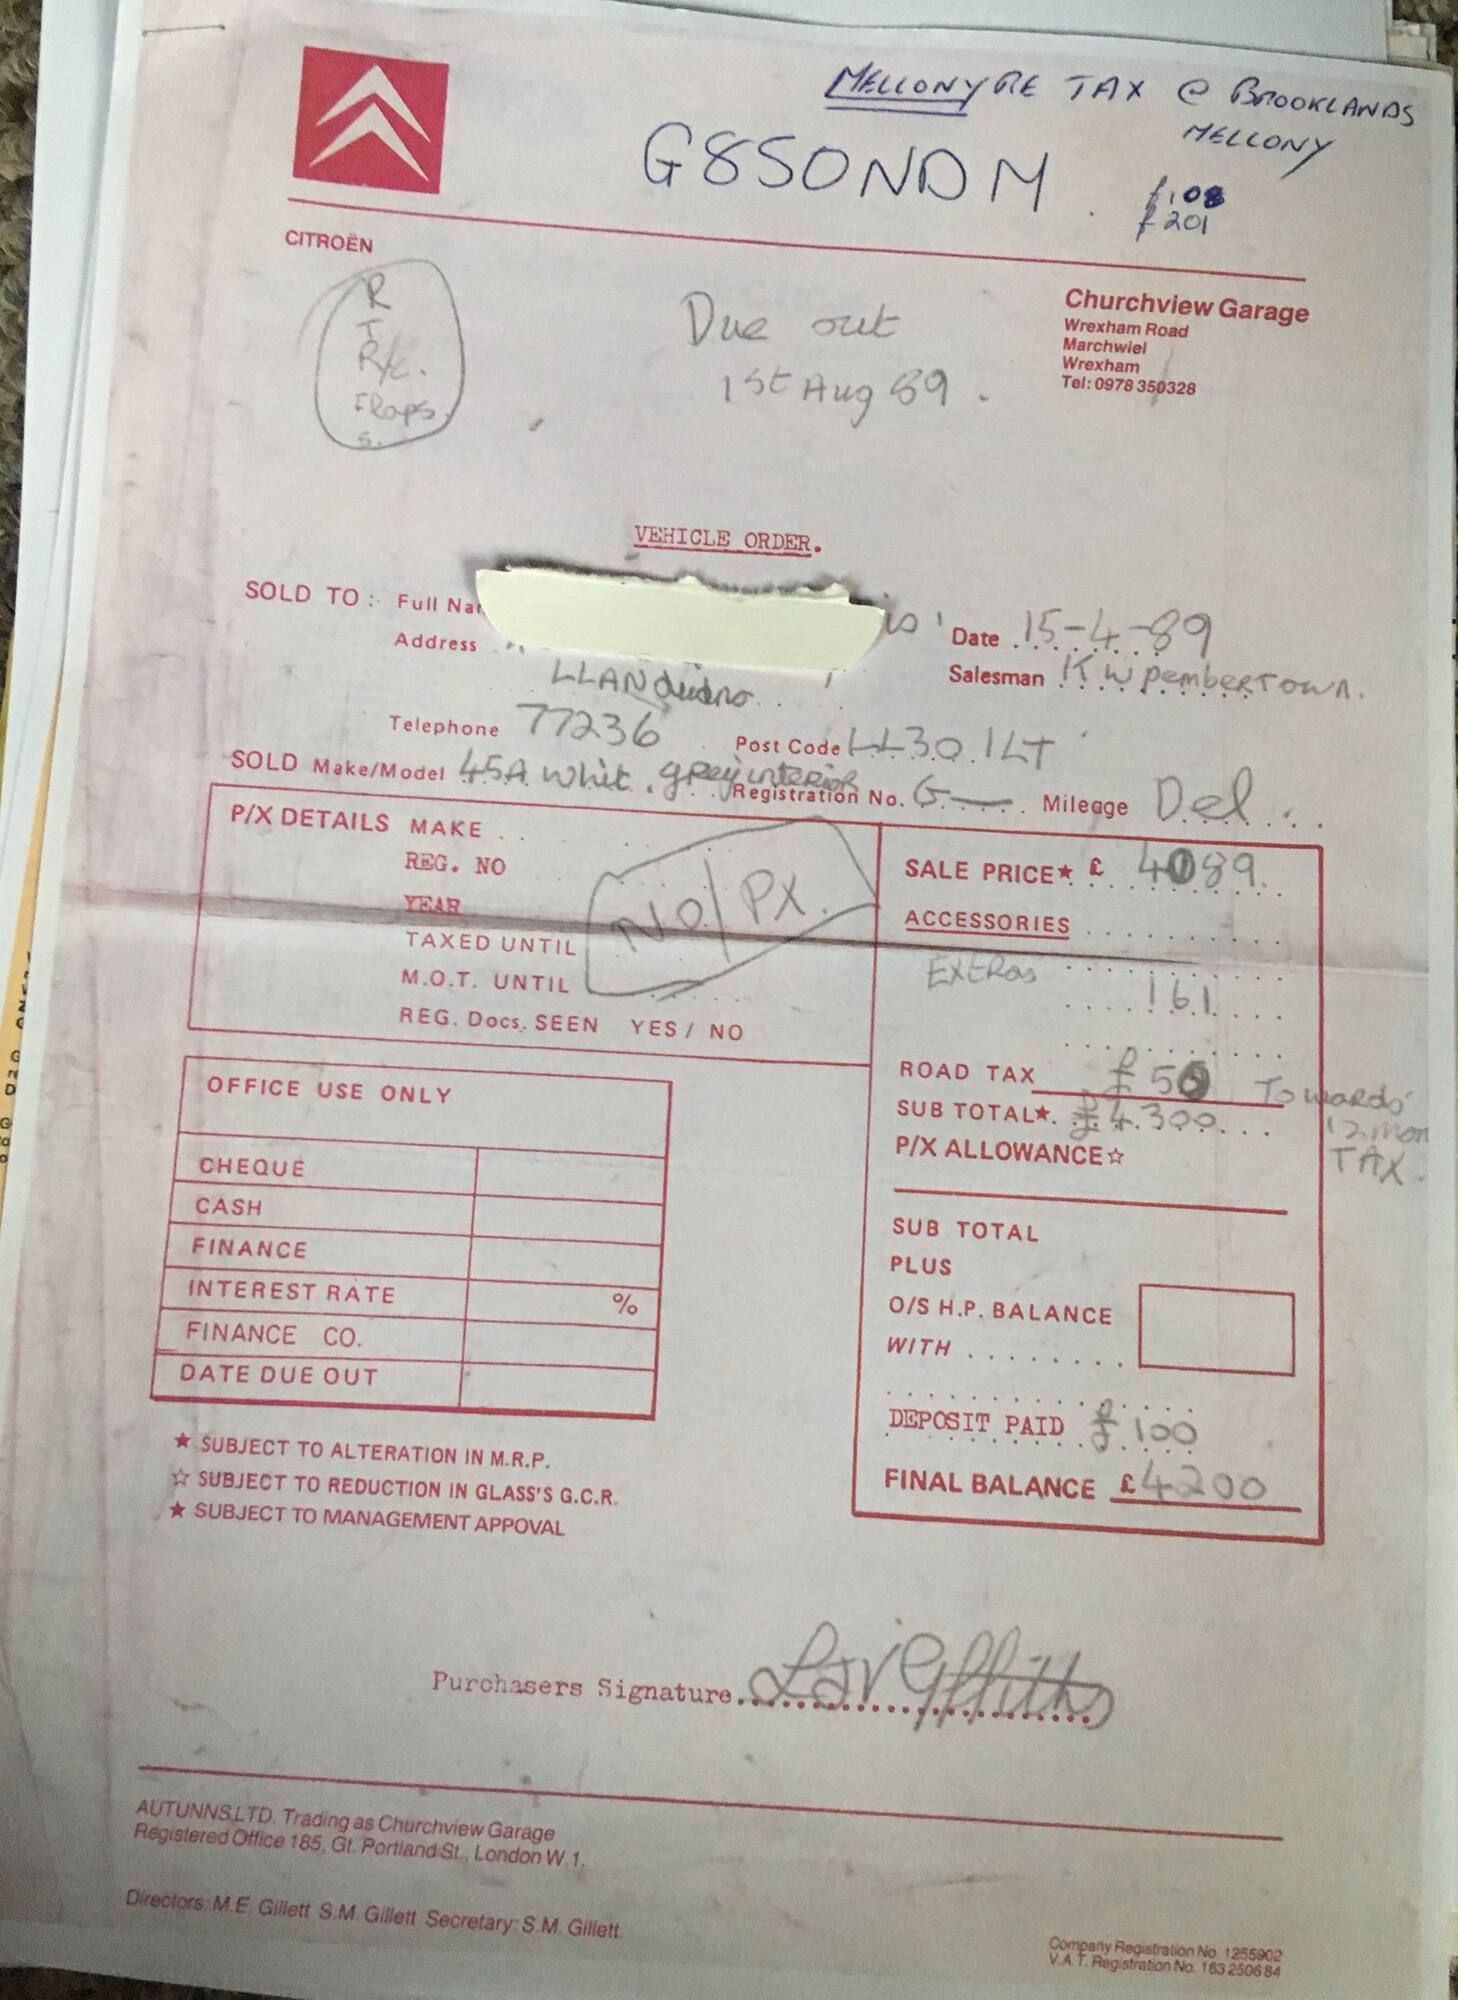 MELLONY RE TAX @ BROOKLANDS
MELLONY
G850NDM
£108
£201
CITROËN
R
T
R/c.
Flaps
S.
Due out
1st Aug 89.
Churchview Garage
Wrexham Road
Marchwiel
Wrexham
Tel: 0978 350328
VEHICLE ORDER.
SOLD TO: Full Na
Date 15-4-89
Address
Salesman K W pemberTown.
LLANdudno
Telephone 77236 Post Code LL30 1LT
SOLD Make/Model 45A white. grey interior Registration No. G— Mileage Del
P/X DETAILS MAKE
REG. NO
YEAR
TAXED UNTIL
M.O.T. UNTIL
REG. Docs. SEEN YES / NO
NO/PX.
SALE PRICE★ £ 4089
ACCESSORIES
EXTRAS
161
ROAD TAX £50 Towards
12 mon
TAX.
SUB TOTAL★ £4.300
P/X ALLOWANCE☆
SUB TOTAL
PLUS
O/S H.P. BALANCE
WITH
DEPOSIT PAID £100
FINAL BALANCE £4200
OFFICE USE ONLY
CHEQUE
CASH
FINANCE
INTEREST RATE %
FINANCE CO.
DATE DUE OUT
★ SUBJECT TO ALTERATION IN M.R.P.
☆ SUBJECT TO REDUCTION IN GLASS'S G.C.R.
★ SUBJECT TO MANAGEMENT APPOVAL
Purchasers Signature
AUTUNNS.LTD. Trading as Churchview Garage
Registered Office 185, Gt. Portland St., London W.1.
Directors: M.E. Gillett S.M. Gillett Secretary: S.M. Gillett.
Company Registration No. 1255902
V.A.T. Registration No. 163 2506 84